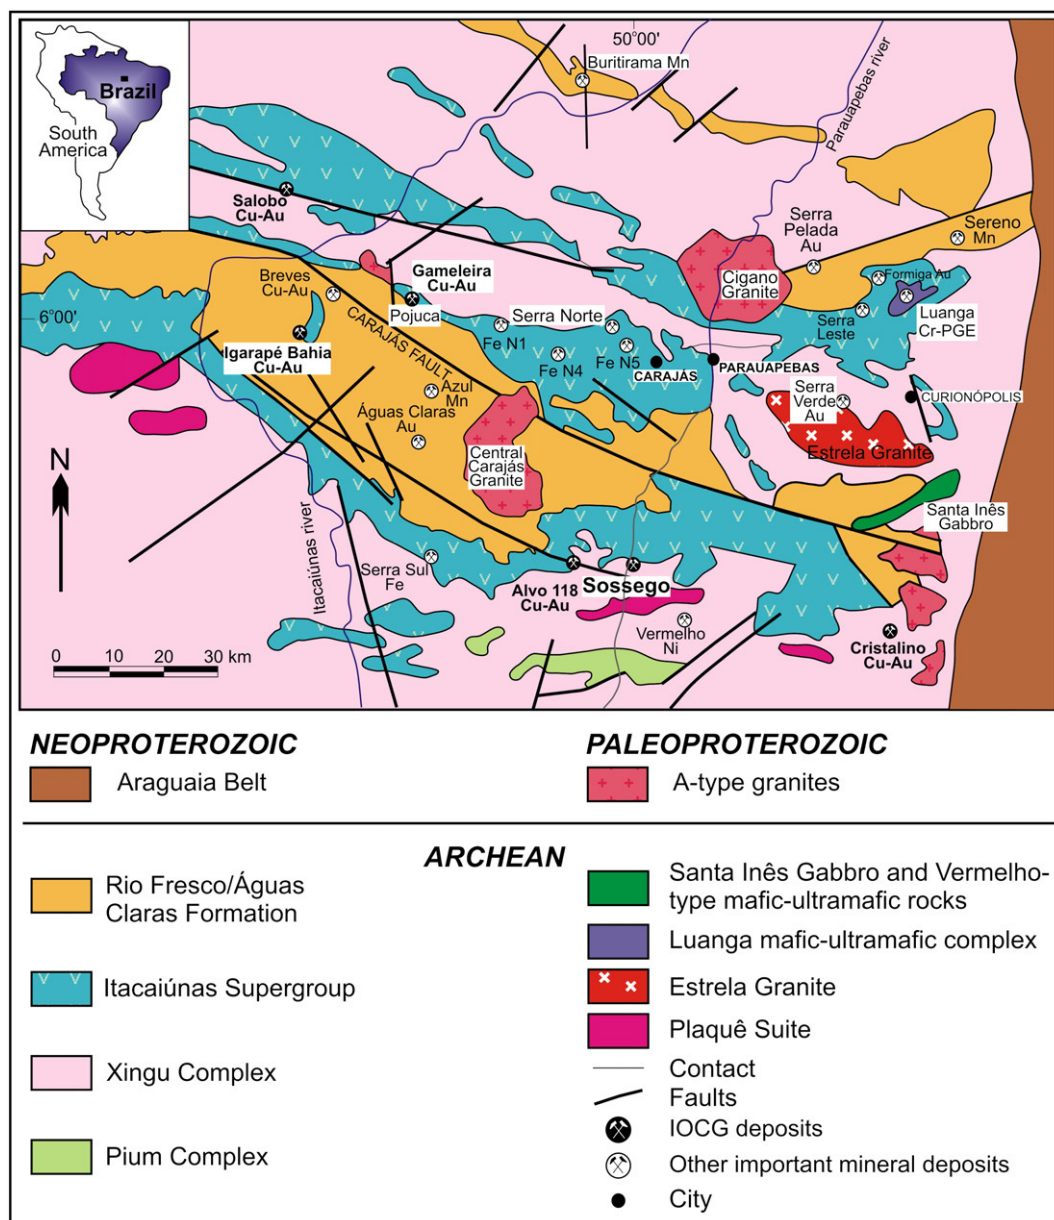 Brazil
South
America
50°00'
Buritirama Mn
Parauapebas river
Salobo
Cu-Au
Serra
Pelada
Au
Sereno
Mn
Cigano
Granite
Formiga Au
Breves
Cu-Au
Gameleira
Cu-Au
Pojuca
Serra Norte
Serra
Leste
Luanga
Cr-PGE
6°00'
CARAJÁS FAULT
Fe N1
Fe N4
Fe N5
CARAJÁS
PARAUAPEBAS
Igarapé Bahia
Cu-Au
Azul
Mn
Serra
Verde
Au
CURIONÓPOLIS
Águas Claras
Au
Central
Carajás
Granite
Estrela Granite
N
Santa Inês
Gabbro
Itacaiúnas river
Serra Sul
Fe
Alvo 118
Cu-Au
Sossego
Vermelho
Ni
Cristalino
Cu-Au
0 10 20 30 km
NEOPROTEROZOIC
Araguaia Belt
PALEOPROTEROZOIC
A-type granites
ARCHEAN
Rio Fresco/Águas
Claras Formation
Itacaiúnas Supergroup
Xingu Complex
Pium Complex
Santa Inês Gabbro and Vermelho-
type mafic-ultramafic rocks
Luanga mafic-ultramafic complex
Estrela Granite
Plaquê Suite
Contact
Faults
IOCG deposits
Other important mineral deposits
City